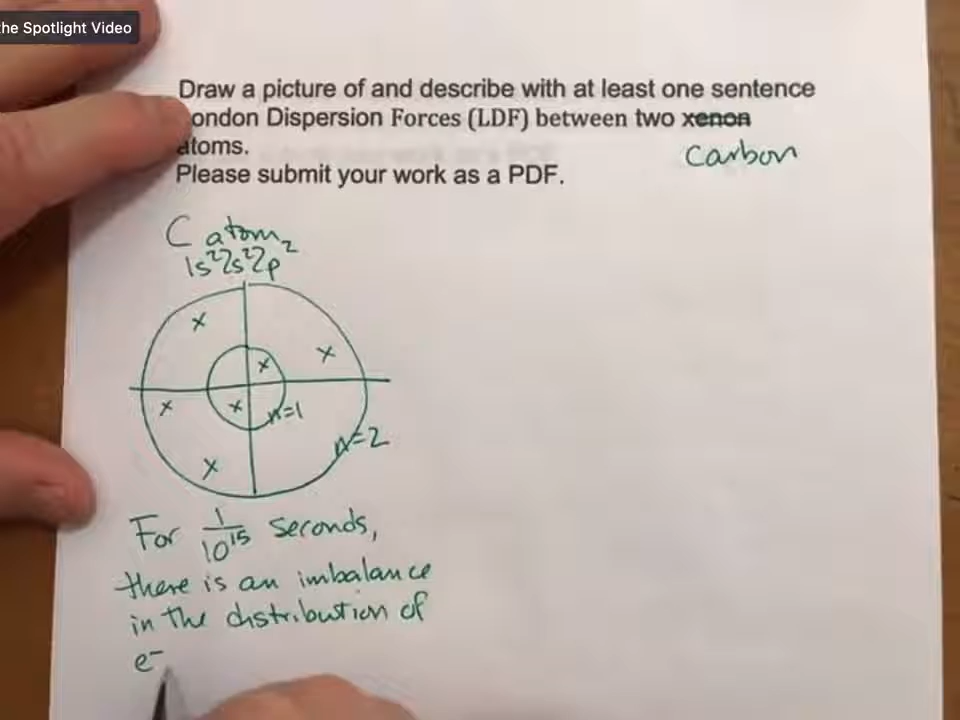 the Spotlight Video
Draw a picture of and describe with at least one sentence
ondon Dispersion Forces (LDF) between two xenon
atoms.
Carbon
Please submit your work as a PDF.
C atom
1s²2s²2p²
x
x
x
x
x
n=1
n=2
x
For 1/10¹⁵ seconds,
there is an imbalance
in the distribution of
e⁻